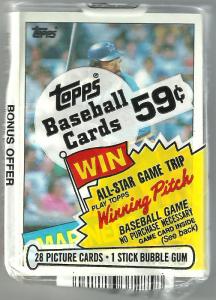 TOPPS
BONUS OFFER
TOPPS
Baseball
Cards
59¢
WIN
ALL-STAR GAME TRIP
PLAY TOPPS
Winning Pitch
BASEBALL GAME
NO PURCHASE NECESSARY
GAME CARD INSIDE
(See back)
28 PICTURE CARDS - 1 STICK BUBBLE GUM